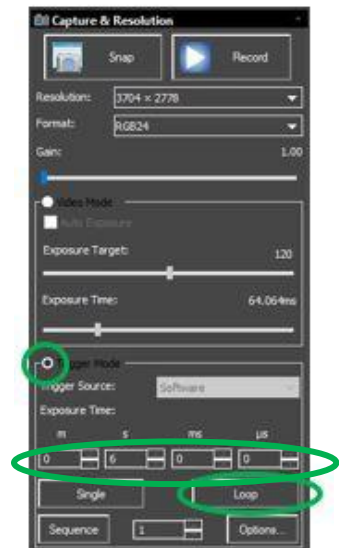 Capture & Resolution
Snap Record
Resolution: 3704 × 2778
Format: RGB24
Gain: 1.00
Video Mode
Auto Exposure
Exposure Target: 120
Exposure Time: 64.064ms
Trigger Mode
Trigger Source: Software
Exposure Time:
m s ms µs
0 6 0 0
Single Loop
Sequence 1 Options...